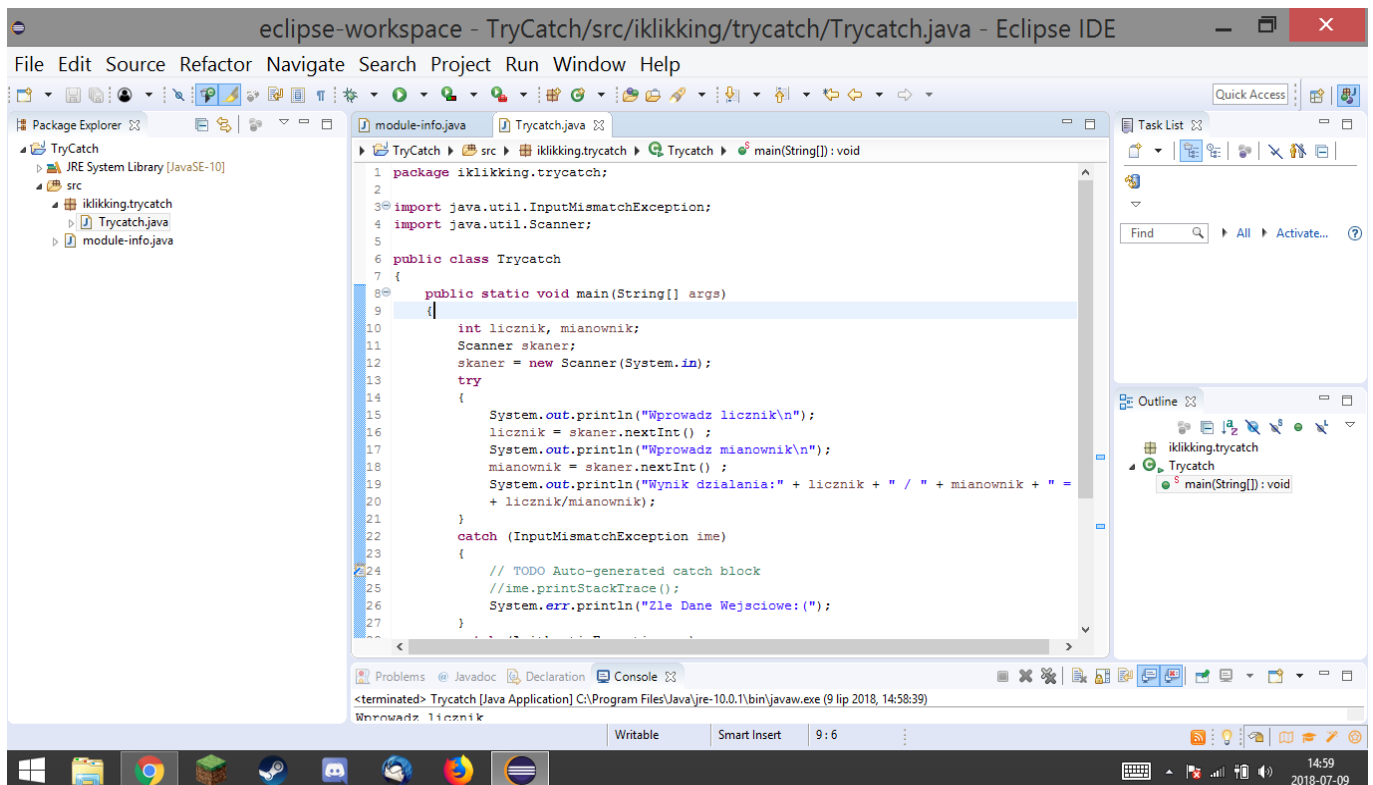 eclipse-workspace - TryCatch/src/iklikking/trycatch/Trycatch.java - Eclipse IDE
File Edit Source Refactor Navigate Search Project Run Window Help
Quick Access
Package Explorer
TryCatch
JRE System Library [JavaSE-10]
src
iklikking.trycatch
Trycatch.java
module-info.java
module-info.java Trycatch.java
TryCatch src iklikking.trycatch Trycatch main(String[]) : void
1 package iklikking.trycatch;
2
3 import java.util.InputMismatchException;
4 import java.util.Scanner;
5
6 public class Trycatch
7 {
8 public static void main(String[] args)
9 {
10 int licznik, mianownik;
11 Scanner skaner;
12 skaner = new Scanner(System.in);
13 try
14 {
15 System.out.println("Wprowadz licznik\n");
16 licznik = skaner.nextInt() ;
17 System.out.println("Wprowadz mianownik\n");
18 mianownik = skaner.nextInt() ;
19 System.out.println("Wynik dzialania:" + licznik + " / " + mianownik + " =
20 + licznik/mianownik);
21 }
22 catch (InputMismatchException ime)
23 {
24 // TODO Auto-generated catch block
25 //ime.printStackTrace();
26 System.err.println("Zle Dane Wejsciowe:(");
27 }
Task List
Find All Activate...
Outline
iklikking.trycatch
Trycatch
main(String[]) : void
Problems @ Javadoc Declaration Console
<terminated> Trycatch [Java Application] C:\Program Files\Java\jre-10.0.1\bin\javaw.exe (9 lip 2018, 14:58:39)
Wprowadz licznik
Writable Smart Insert 9 : 6
14:59
2018-07-09